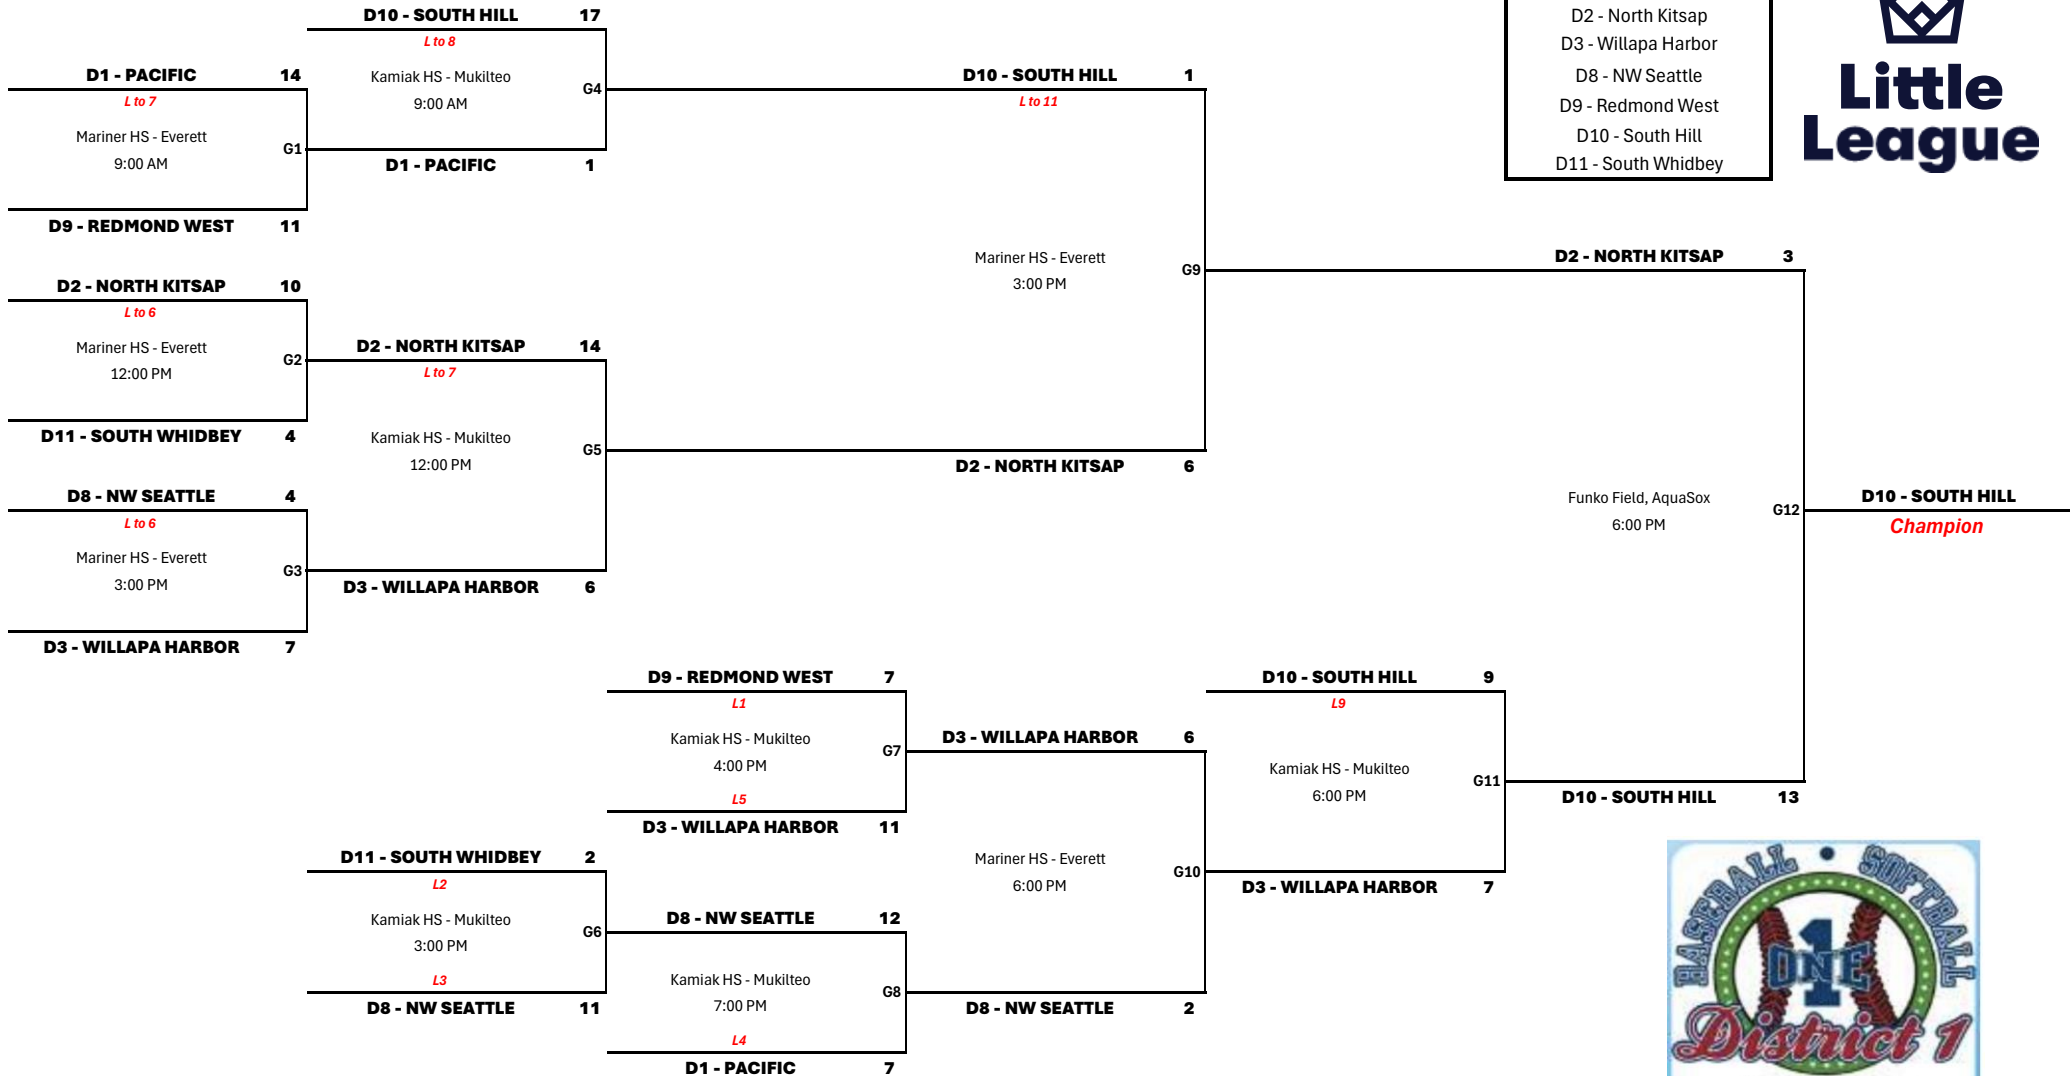 D10 - SOUTH HILL 17
L to 8
Kamiak HS - Mukilteo
9:00 AM
G4
D1 - PACIFIC 1
D1 - PACIFIC 14
L to 7
Mariner HS - Everett
9:00 AM
G1
D9 - REDMOND WEST 11
D2 - NORTH KITSAP 10
L to 6
Mariner HS - Everett
12:00 PM
G2
D11 - SOUTH WHIDBEY 4
D2 - NORTH KITSAP 14
L to 7
Kamiak HS - Mukilteo
12:00 PM
G5
D3 - WILLAPA HARBOR 6
D8 - NW SEATTLE 4
L to 6
Mariner HS - Everett
3:00 PM
G3
D3 - WILLAPA HARBOR 7
D10 - SOUTH HILL 1
L to 11
Mariner HS - Everett
3:00 PM
G9
D2 - NORTH KITSAP 6
D2 - North Kitsap
D3 - Willapa Harbor
D8 - NW Seattle
D9 - Redmond West
D10 - South Hill
D11 - South Whidbey
Little
League
D2 - NORTH KITSAP 3
Funko Field, AquaSox
6:00 PM
G12
D10 - SOUTH HILL
Champion
D10 - SOUTH HILL 13
D9 - REDMOND WEST 7
L1
Kamiak HS - Mukilteo
4:00 PM
G7
L5
D3 - WILLAPA HARBOR 11
D11 - SOUTH WHIDBEY 2
L2
Kamiak HS - Mukilteo
3:00 PM
G6
L3
D8 - NW SEATTLE 11
D8 - NW SEATTLE 12
Kamiak HS - Mukilteo
7:00 PM
G8
L4
D1 - PACIFIC 7
D3 - WILLAPA HARBOR 6
Mariner HS - Everett
6:00 PM
G10
D8 - NW SEATTLE 2
D10 - SOUTH HILL 9
L9
Kamiak HS - Mukilteo
6:00 PM
G11
D3 - WILLAPA HARBOR 7
BASEBALL • SOFTBALL
1
ONE
District 1